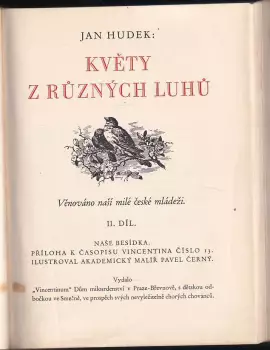 JAN HUDEK:
KVĚTY
Z RŮZNÝCH LUHŮ
Věnováno naší milé české mládeži.
II. DÍL.
NAŠE BESÍDKA.
PŘÍLOHA K ČASOPISU VINCENTINA ČÍSLO 13.
ILUSTROVAL AKADEMICKÝ MALÍŘ PAVEL ČERNÝ.
Vydalo
„Vincentinum“ Dům milosrdenství v Praze-Břevnově, s dětskou od-
bočkou ve Smečně, ve prospěch svých nevyléčitelně chorých chovanců.